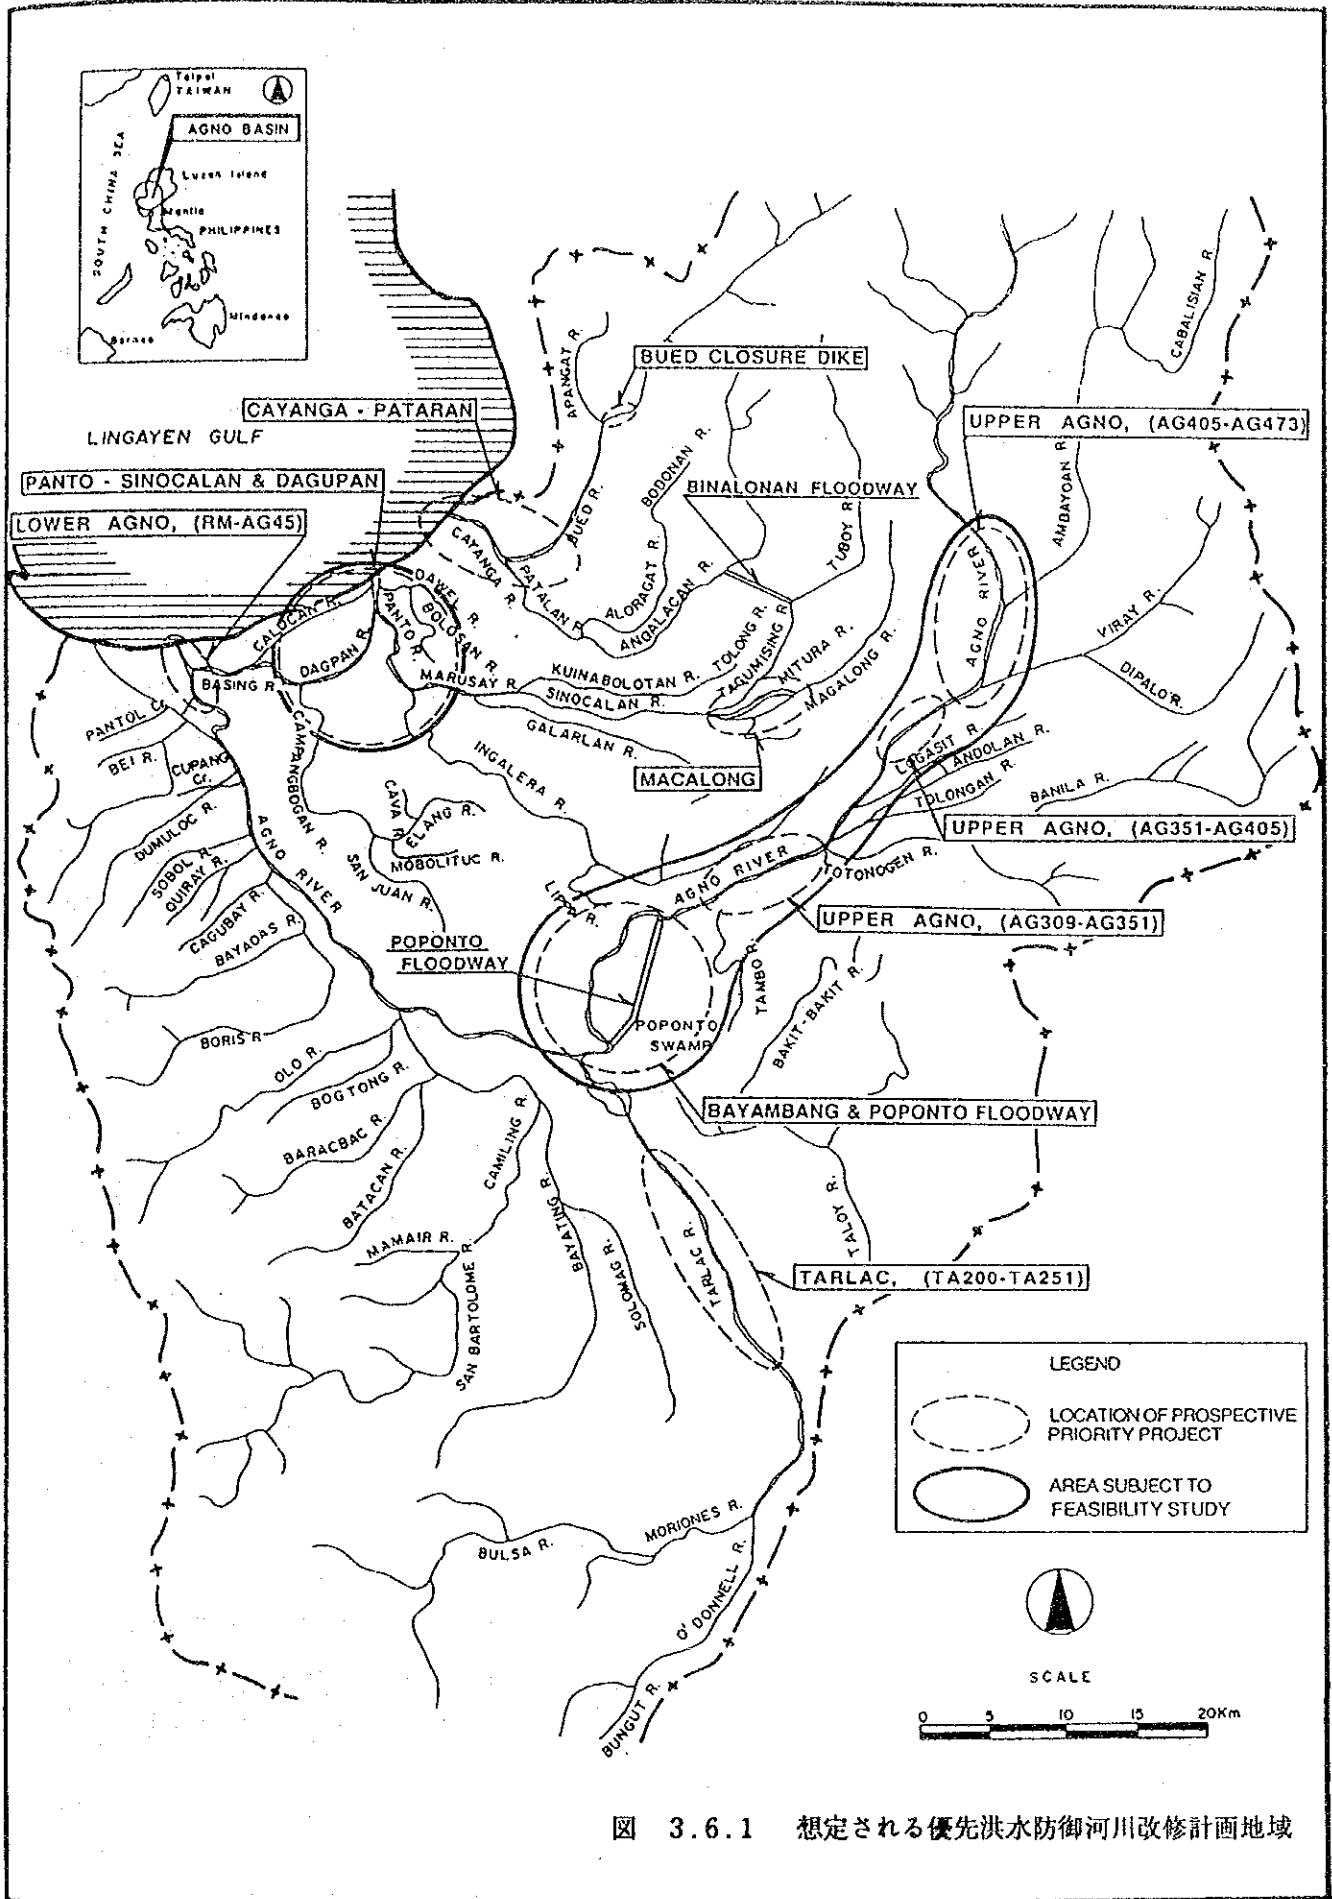 Taipei
TAIWAN
AGNO BASIN
SOUTH CHINA SEA
Luzon Island
Manila
PHILIPPINES
Mindanao
Borneo
LINGAYEN GULF
CAYANGA - PATARAN
PANTO - SINOCALAN & DAGUPAN
LOWER AGNO, (RM-AG45)
BUED CLOSURE DIKE
BINALONAN FLOODWAY
UPPER AGNO, (AG405-AG473)
APANGAT R.
BUED R.
BODONAN R.
TUBOY R.
AMBAYOAN R.
CABALISIAN R.
CAYANGA R.
PATALAN R.
ALORAGAT R.
ANGALACAN R.
TOLONG R.
TAGUMISING R.
MITURA R.
MAGALONG R.
AGNO RIVER
VIRAY R.
DIPALO R.
CALOCAN R.
DAGPAN R.
PANTO R.
DAWEL R.
BOLOSAN R.
MARUSAY R.
KUINABOLOTAN R.
SINOCALAN R.
GALARLAN R.
INGALERA R.
MACALONG
BASING R.
PANTOL Cr.
BEI R.
CUPANG
Cr.
DUMULOC R.
SOBOL R.
QUIRAY R.
CAGUBAY R.
BAYAOAS R.
BORIS R
CAMPANGBOGAN R.
AGNO RIVER
CAVA R.
ELANG R.
MOBOLITUC R.
SAN JUAN R.
LOGASIT R.
ANDOLAN R.
TOLONGAN R.
BANILA R.
UPPER AGNO, (AG351-AG405)
TOTONOGEN R.
AGNO RIVER
UPPER AGNO, (AG309-AG351)
POPONTO
FLOODWAY
TAMBO R.
BAKIT-BAKIT R.
POPONTO
SWAMP
BAYAMBANG & POPONTO FLOODWAY
OLO R.
BOGTONG R.
BARACBAC R.
BATACAN R.
CAMILING R.
MAMAIR R.
SAN BARTOLOME R.
BAYATING R.
SOLOMAG R.
TARLAC R.
TALOY R.
TARLAC, (TA200-TA251)
BULSA R.
MORIONES R.
O'DONNELL R.
BUNGUT R.
LEGEND
LOCATION OF PROSPECTIVE
PRIORITY PROJECT
AREA SUBJECT TO
FEASIBILITY STUDY
SCALE
0 5 10 15 20Km
図 3.6.1 想定される優先洪水防御河川改修計画地域